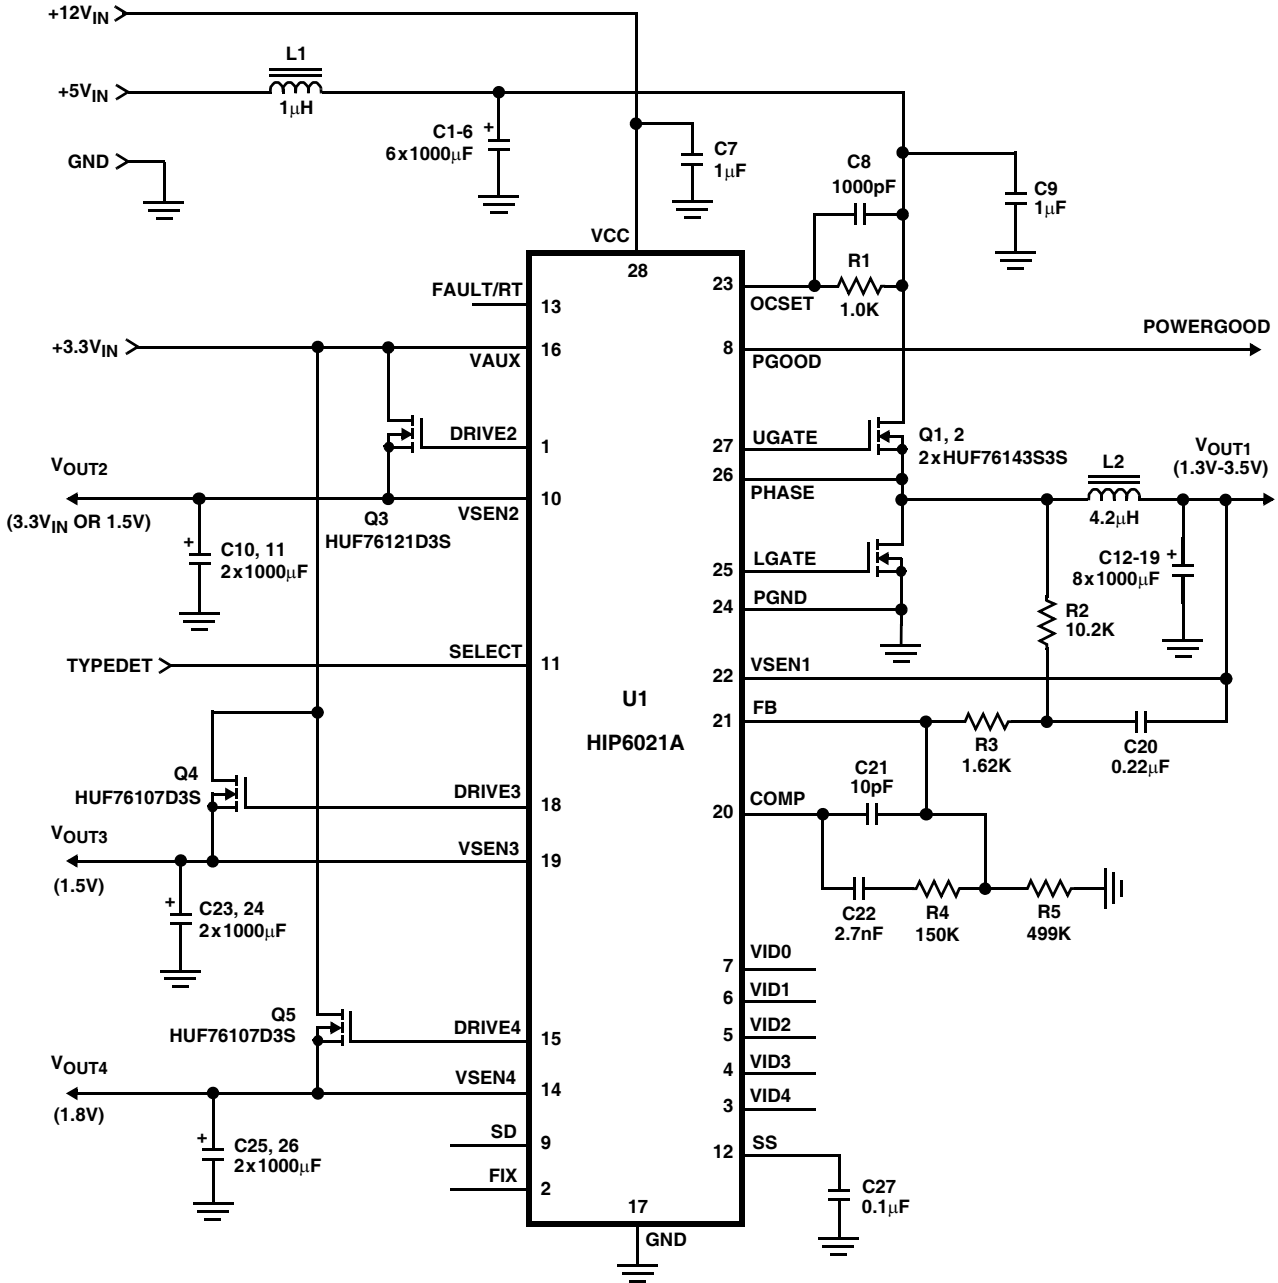 +12VIN
L1
+5VIN
1µH
C1-6
6x1000µF
+
GND
C7
1µF
C8
1000pF
C9
1µF
VCC
28
R1
1.0K
23
OCSET
FAULT/RT
13
POWERGOOD
8
PGOOD
+3.3VIN
16
VAUX
DRIVE2
1
UGATE
27
Q1, 2
2xHUF76143S3S
26
PHASE
VOUT1
(1.3V-3.5V)
L2
4.2µH
VOUT2
(3.3VIN OR 1.5V)
10
VSEN2
Q3
HUF76121D3S
+
C10, 11
2x1000µF
LGATE
25
PGND
24
C12-19
8x1000µF
+
R2
10.2K
TYPEDET
SELECT
11
VSEN1
22
FB
21
U1
HIP6021A
R3
1.62K
C20
0.22µF
Q4
HUF76107D3S
DRIVE3
18
C21
10pF
COMP
20
VOUT3
(1.5V)
VSEN3
19
+
C23, 24
2x1000µF
C22
2.7nF
R4
150K
R5
499K
VID0
7
VID1
6
VID2
5
VID3
4
VID4
3
Q5
HUF76107D3S
DRIVE4
15
VOUT4
(1.8V)
VSEN4
14
+
C25, 26
2x1000µF
SD
9
FIX
2
SS
12
C27
0.1µF
17
GND